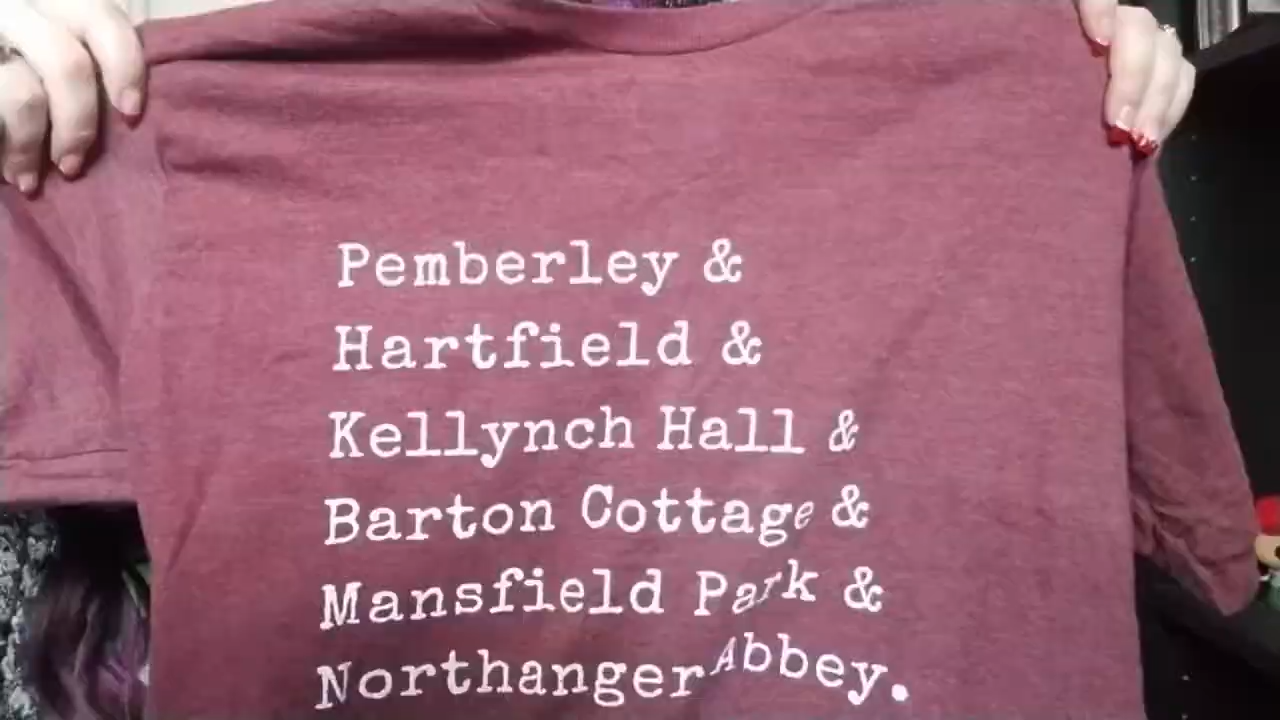 Pemberley &
Hartfield &
Kellynch Hall &
Barton Cottage &
Mansfield Park &
Northanger Abbey.